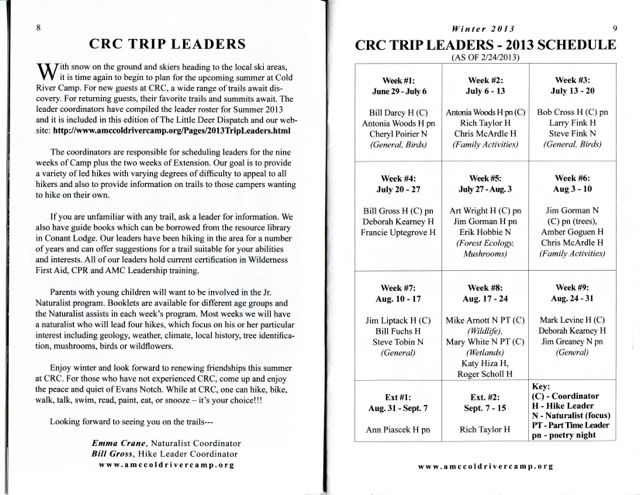 8
CRC TRIP LEADERS
With snow on the ground and skiers heading to the local ski areas,
it is time again to begin to plan for the upcoming summer at Cold
River Camp. For new guests at CRC, a wide range of trails await dis-
covery. For returning guests, their favorite trails and summits await. The
leader coordinators have compiled the leader roster for Summer 2013
and it is included in this edition of The Little Deer Dispatch and our web-
site: http://www.amccoldrivercamp.org/Pages/2013TripLeaders.html
The coordinators are responsible for scheduling leaders for the nine
weeks of Camp plus the two weeks of Extension. Our goal is to provide
a variety of led hikes with varying degrees of difficulty to appeal to all
hikers and also to provide information on trails to those campers wanting
to hike on their own.
If you are unfamiliar with any trail, ask a leader for information. We
also have guide books which can be borrowed from the resource library
in Conant Lodge. Our leaders have been hiking in the area for a number
of years and can offer suggestions for a trail suitable for your abilities
and interests. All of our leaders hold current certification in Wilderness
First Aid, CPR and AMC Leadership training.
Parents with young children will want to be involved in the Jr.
Naturalist program. Booklets are available for different age groups and
the Naturalist assists in each week's program. Most weeks we will have
a naturalist who will lead four hikes, which focus on his or her particular
interest including geology, weather, climate, local history, tree identifica-
tion, mushrooms, birds or wildflowers.
Enjoy winter and look forward to renewing friendships this summer
at CRC. For those who have not experienced CRC, come up and enjoy
the peace and quiet of Evans Notch. While at CRC, one can hike, bike,
walk, talk, swim, read, paint, eat, or snooze – it's your choice!!!
Looking forward to seeing you on the trails---
Emma Crane, Naturalist Coordinator
Bill Gross, Hike Leader Coordinator
www.amccoldrivercamp.org
Winter 2013
9
CRC TRIP LEADERS - 2013 SCHEDULE
(AS OF 2/24/2013)
Week #1:
June 29 - July 6
Bill Darcy H (C)
Antonia Woods H pn
Cheryl Poirier N
(General, Birds)
Week #2:
July 6 - 13
Antonia Woods H pn (C)
Rich Taylor H
Chris McArdle H
(Family Activities)
Week #3:
July 13 - 20
Bob Cross H (C) pn
Larry Fink H
Steve Fink N
(General, Birds)
Week #4:
July 20 - 27
Bill Gross H (C) pn
Deborah Kearney H
Francie Uptegrove H
Week #5:
July 27 - Aug. 3
Art Wright H (C) pn
Jim Gorman H pn
Erik Hobbie N
(Forest Ecology,
Mushrooms)
Week #6:
Aug 3 - 10
Jim Gorman N
(C) pn (trees),
Amber Goguen H
Chris McArdle H
(Family Activities)
Week #7:
Aug. 10 - 17
Jim Liptack H (C)
Bill Fuchs H
Steve Tobin N
(General)
Week #8:
Aug. 17 - 24
Mike Arnott N PT (C)
(Wildlife),
Mary White N PT (C)
(Wetlands)
Katy Hiza H,
Roger Scholl H
Week #9:
Aug. 24 - 31
Mark Levine H (C)
Deborah Kearney H
Jim Greaney N pn
(General)
Ext #1:
Aug. 31 - Sept. 7
Ann Piascek H pn
Ext. #2:
Sept. 7 - 15
Rich Taylor H
Key:
(C) - Coordinator
H - Hike Leader
N - Naturalist (focus)
PT - Part Time Leader
pn - poetry night
www.amccoldrivercamp.org